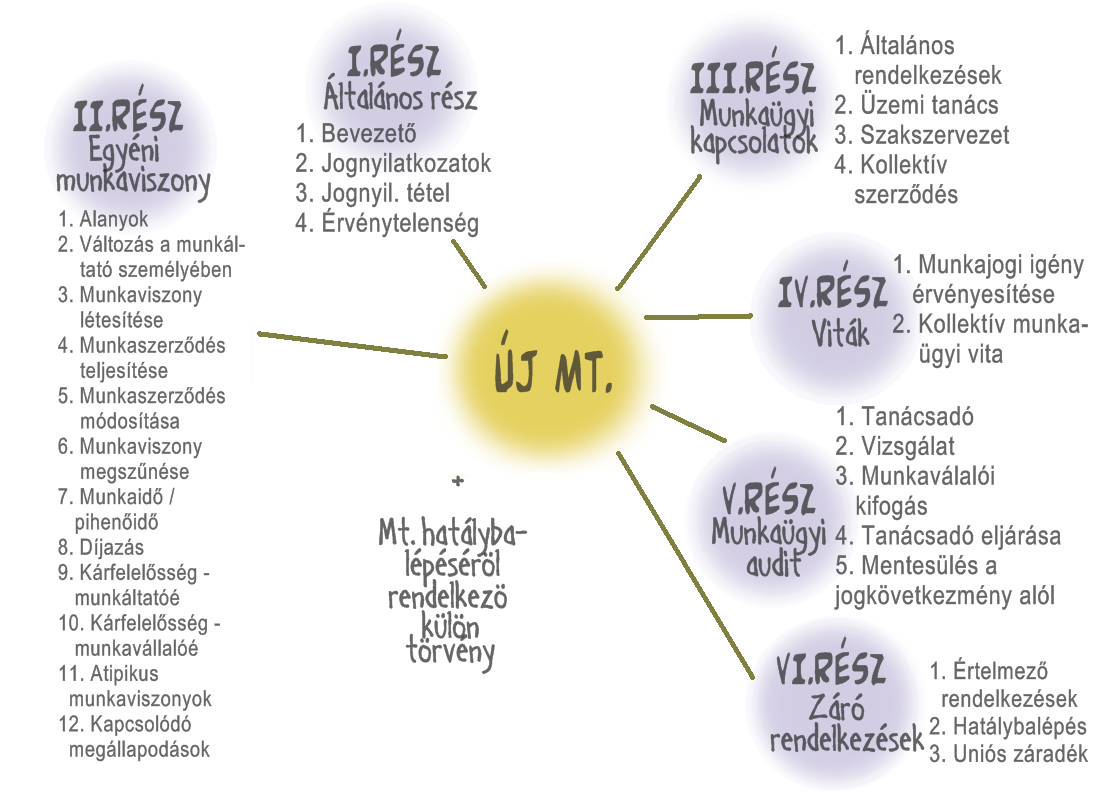 I.RÉSZ
Általános rész
1. Bevezető
2. Jognyilatkozatok
3. Jognyil. tétel
4. Érvénytelenség
II.RÉSZ
Egyéni
munkaviszony
1. Alanyok
2. Változás a munkál-
tató személyében
3. Munkaviszony
létesítése
4. Munkaszerződés
teljesítése
5. Munkaszerződés
módosítása
6. Munkaviszony
megszűnése
7. Munkaidő /
pihenőidő
8. Díjazás
9. Kárfelelősség -
munkáltatóé
10. Kárfelelősség -
munkavállalóé
11. Atipikus
munkaviszonyok
12. Kapcsolódó
megállapodások
III.RÉSZ
Munkaügyi
kapcsolatok
1. Általános
rendelkezések
2. Üzemi tanács
3. Szakszervezet
4. Kollektív
szerződés
IV.RÉSZ
Viták
1. Munkajogi igény
érvényesítése
2. Kollektív munka-
ügyi vita
ÚJ MT.
+
Mt. hatályba-
lépéséröl
rendelkezö
külön
törvény
V.RÉSZ
Munkaügyi
audit
1. Tanácsadó
2. Vizsgálat
3. Munkaválalói
kifogás
4. Tanácsadó eljárása
5. Mentesülés a
jogkövetkezmény alól
VI.RÉSZ
Záró
rendelkezések
1. Értelmező
rendelkezések
2. Hatálybalépés
3. Uniós záradék